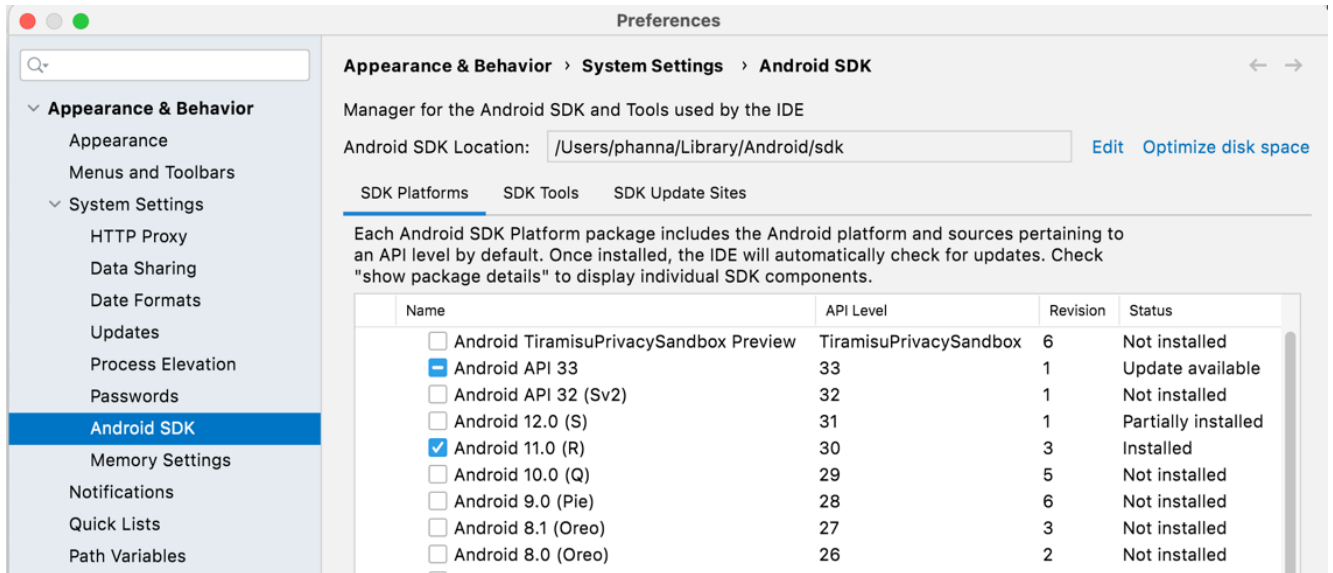 Preferences
Appearance & Behavior › System Settings › Android SDK
Appearance & Behavior
Appearance
Menus and Toolbars
System Settings
HTTP Proxy
Data Sharing
Date Formats
Updates
Process Elevation
Passwords
Android SDK
Memory Settings
Notifications
Quick Lists
Path Variables
Manager for the Android SDK and Tools used by the IDE
Android SDK Location: /Users/phanna/Library/Android/sdk Edit Optimize disk space
SDK Platforms SDK Tools SDK Update Sites
Each Android SDK Platform package includes the Android platform and sources pertaining to
an API level by default. Once installed, the IDE will automatically check for updates. Check
"show package details" to display individual SDK components.
Name API Level Revision Status
Android TiramisuPrivacySandbox Preview TiramisuPrivacySandbox 6 Not installed
Android API 33 33 1 Update available
Android API 32 (Sv2) 32 1 Not installed
Android 12.0 (S) 31 1 Partially installed
Android 11.0 (R) 30 3 Installed
Android 10.0 (Q) 29 5 Not installed
Android 9.0 (Pie) 28 6 Not installed
Android 8.1 (Oreo) 27 3 Not installed
Android 8.0 (Oreo) 26 2 Not installed